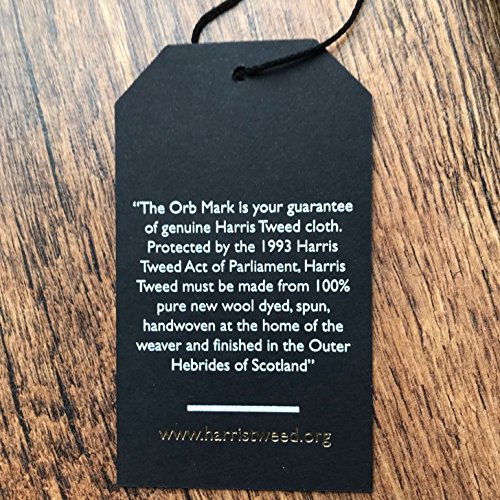 “The Orb Mark is your guarantee
of genuine Harris Tweed cloth.
Protected by the 1993 Harris
Tweed Act of Parliament, Harris
Tweed must be made from 100%
pure new wool dyed, spun,
handwoven at the home of the
weaver and finished in the Outer
Hebrides of Scotland”
www.harristweed.org